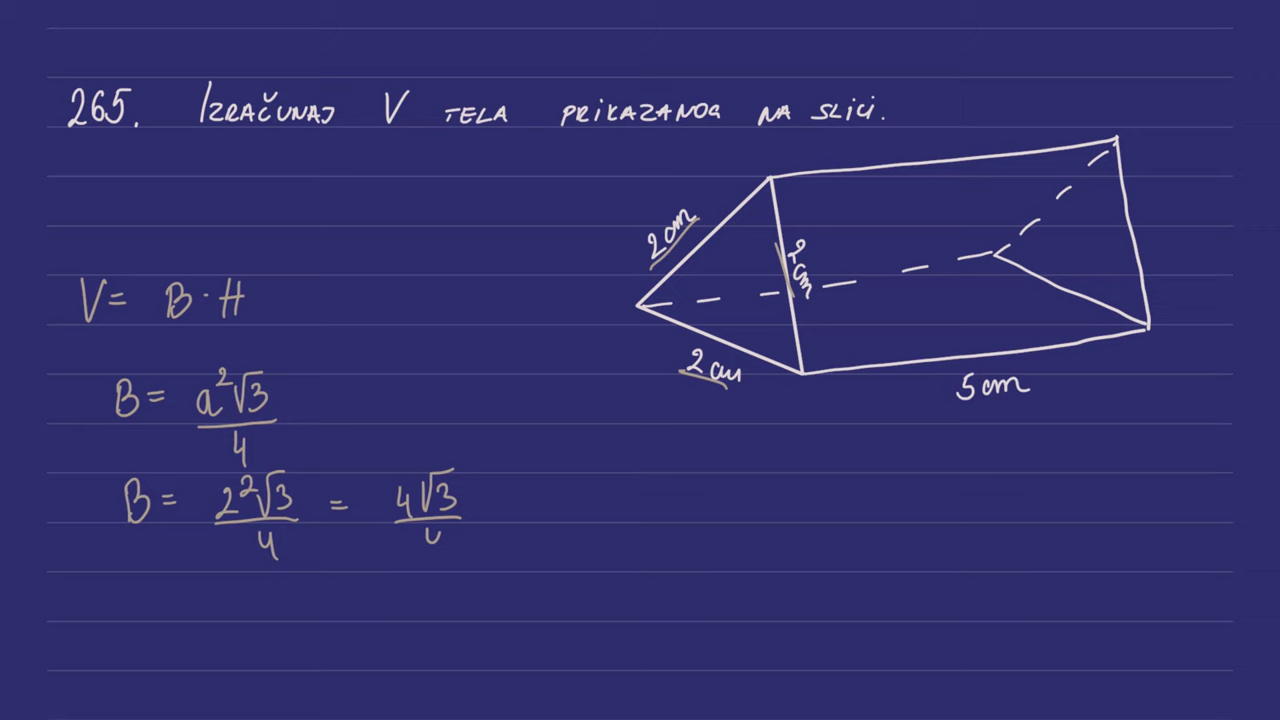 265. IZRAČUNAJ V TELA PRIKAZANOG NA SLICI.
2cm
2cm
2cm
5cm
V= B·H
B= a²√3/4
B= 2²√3/4 = 4√3/4